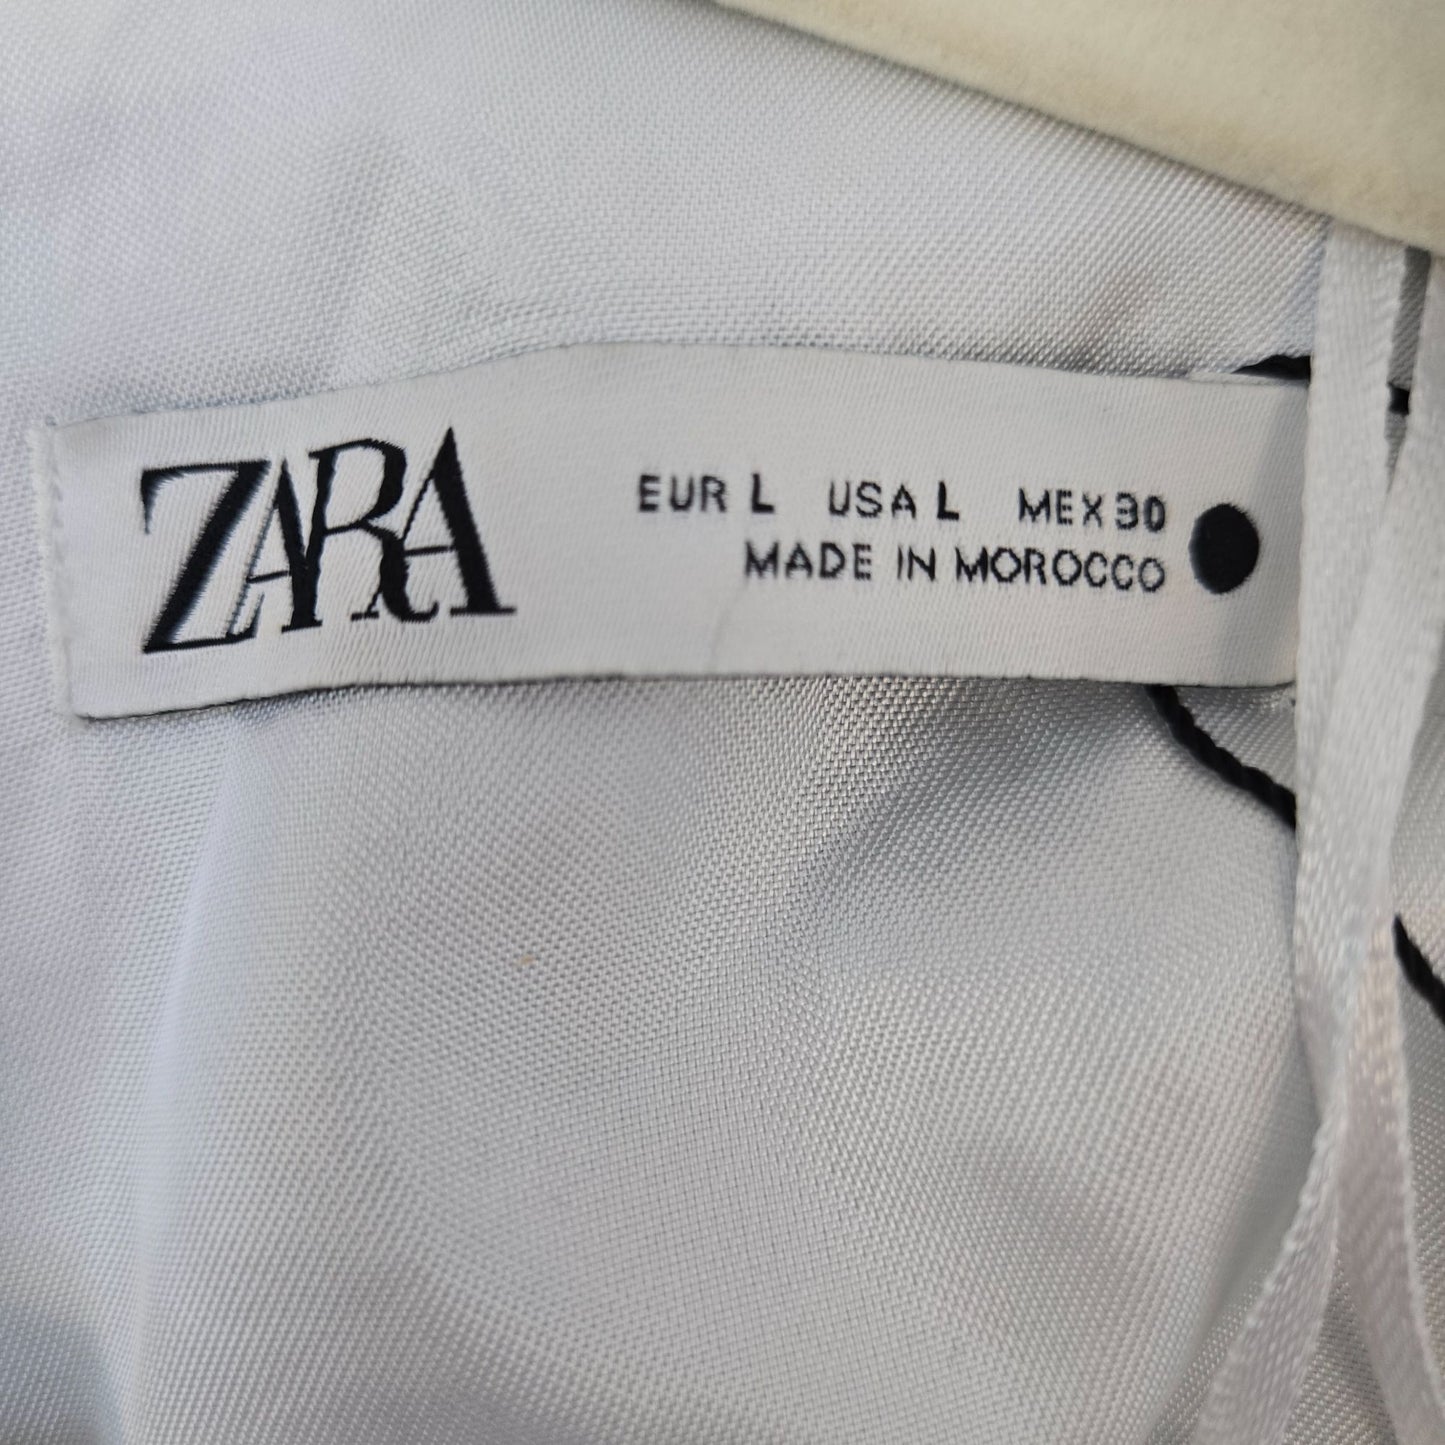 ZARA
EUR L USA L MEX 30
MADE IN MOROCCO